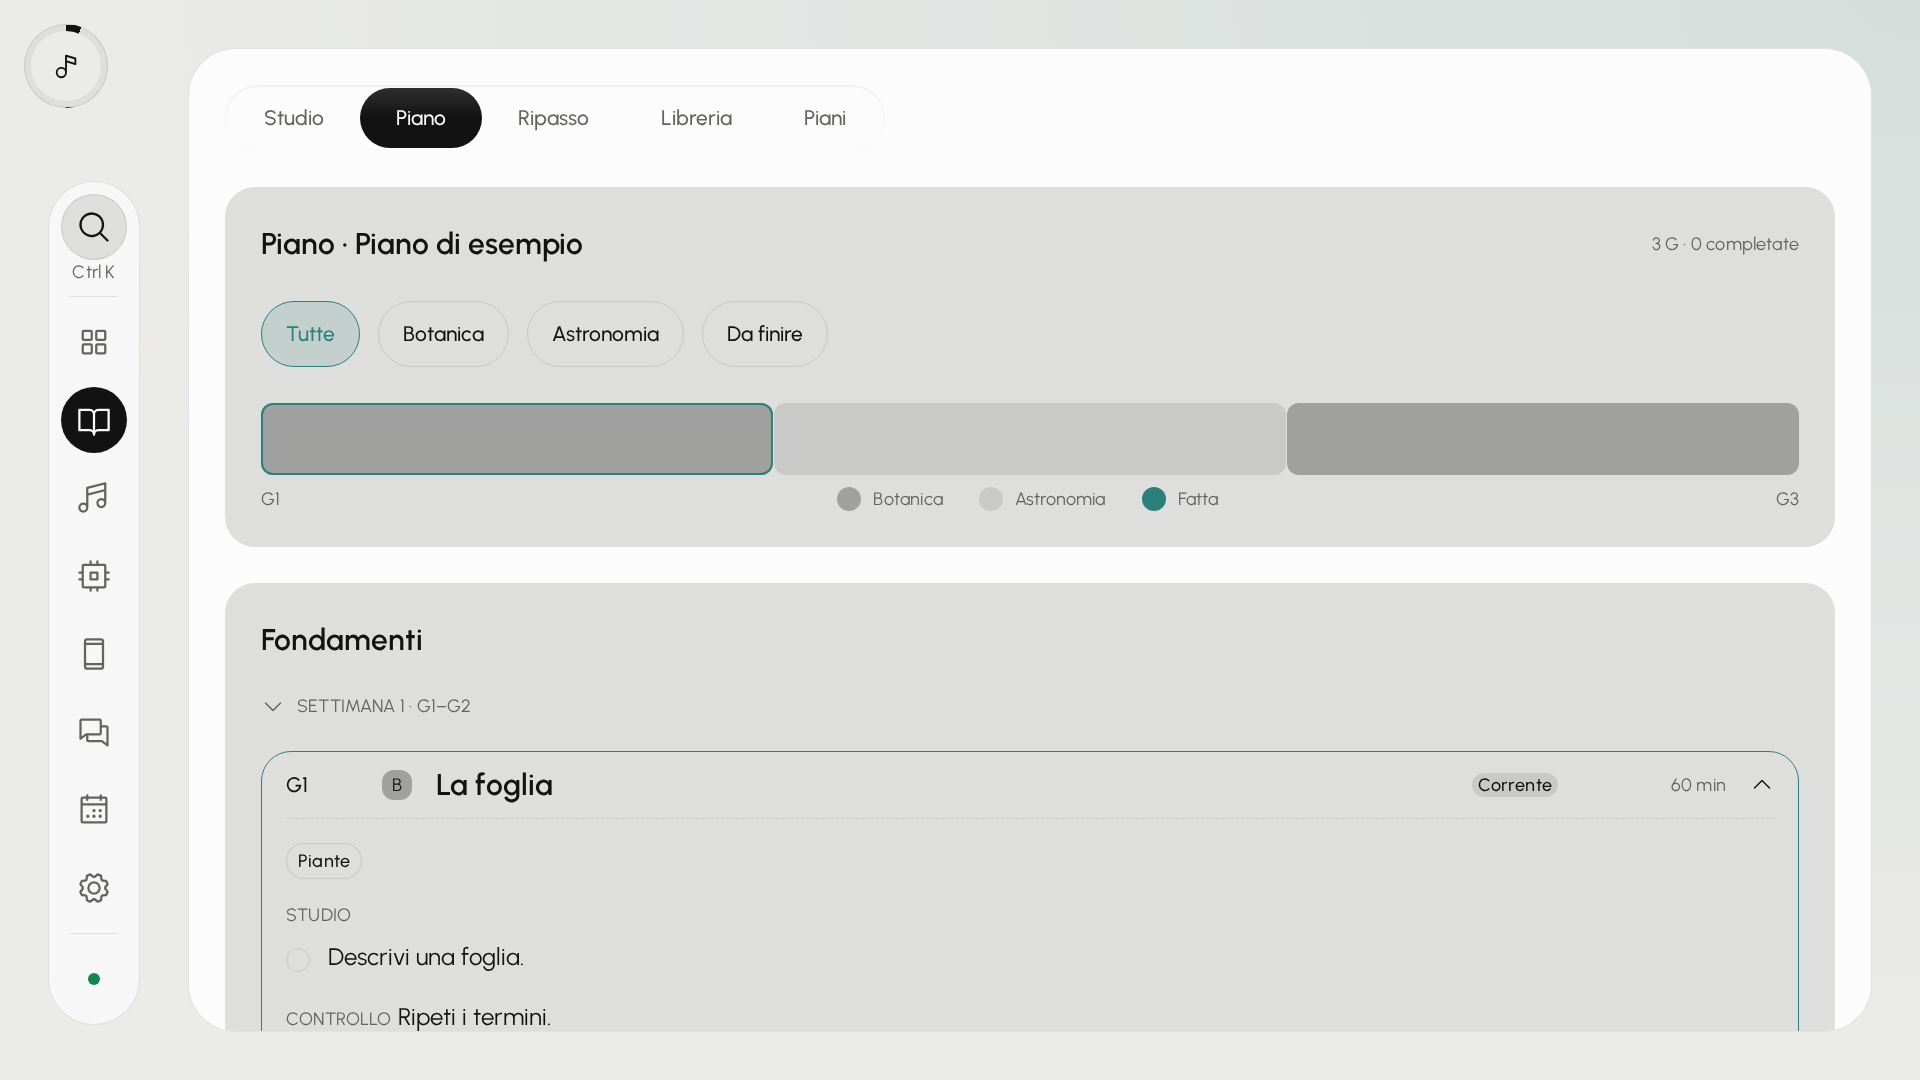 Studio
Piano
Ripasso
Libreria
Piani
Ctrl K
Piano · Piano di esempio
3 G · 0 completate
Tutte
Botanica
Astronomia
Da finire
G1
Botanica
Astronomia
Fatta
G3
Fondamenti
SETTIMANA 1 · G1–G2
G1
B
La foglia
Corrente
60 min
Piante
STUDIO
Descrivi una foglia.
CONTROLLO Ripeti i termini.